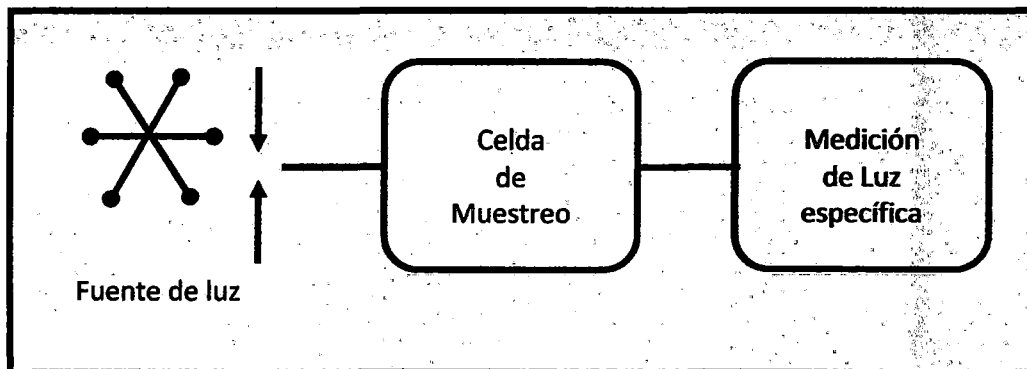 Fuente de luz
Celda
de
Muestreo
Medición
de Luz
específica